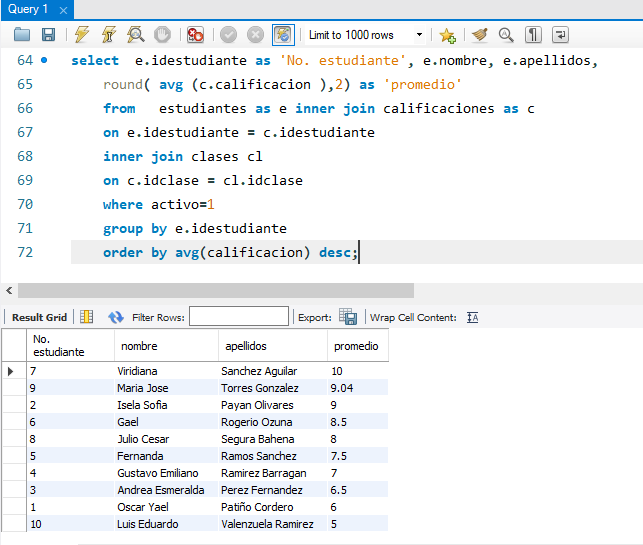 Query 1
Limit to 1000 rows
64 select e.idestudiante as 'No. estudiante', e.nombre, e.apellidos,
65 round( avg (c.calificacion ),2) as 'promedio'
66 from estudiantes as e inner join calificaciones as c
67 on e.idestudiante = c.idestudiante
68 inner join clases cl
69 on c.idclase = cl.idclase
70 where activo=1
71 group by e.idestudiante
72 order by avg(calificacion) desc;
Result Grid Filter Rows: Export: Wrap Cell Content:
No. estudiante nombre apellidos promedio
7 Viridiana Sanchez Aguilar 10
9 Maria Jose Torres Gonzalez 9.04
2 Isela Sofia Payan Olivares 9
6 Gael Rogerio Ozuna 8.5
8 Julio Cesar Segura Bahena 8
5 Fernanda Ramos Sanchez 7.5
4 Gustavo Emiliano Ramirez Barragan 7
3 Andrea Esmeralda Perez Fernandez 6.5
1 Oscar Yael Patiño Cordero 6
10 Luis Eduardo Valenzuela Ramirez 5